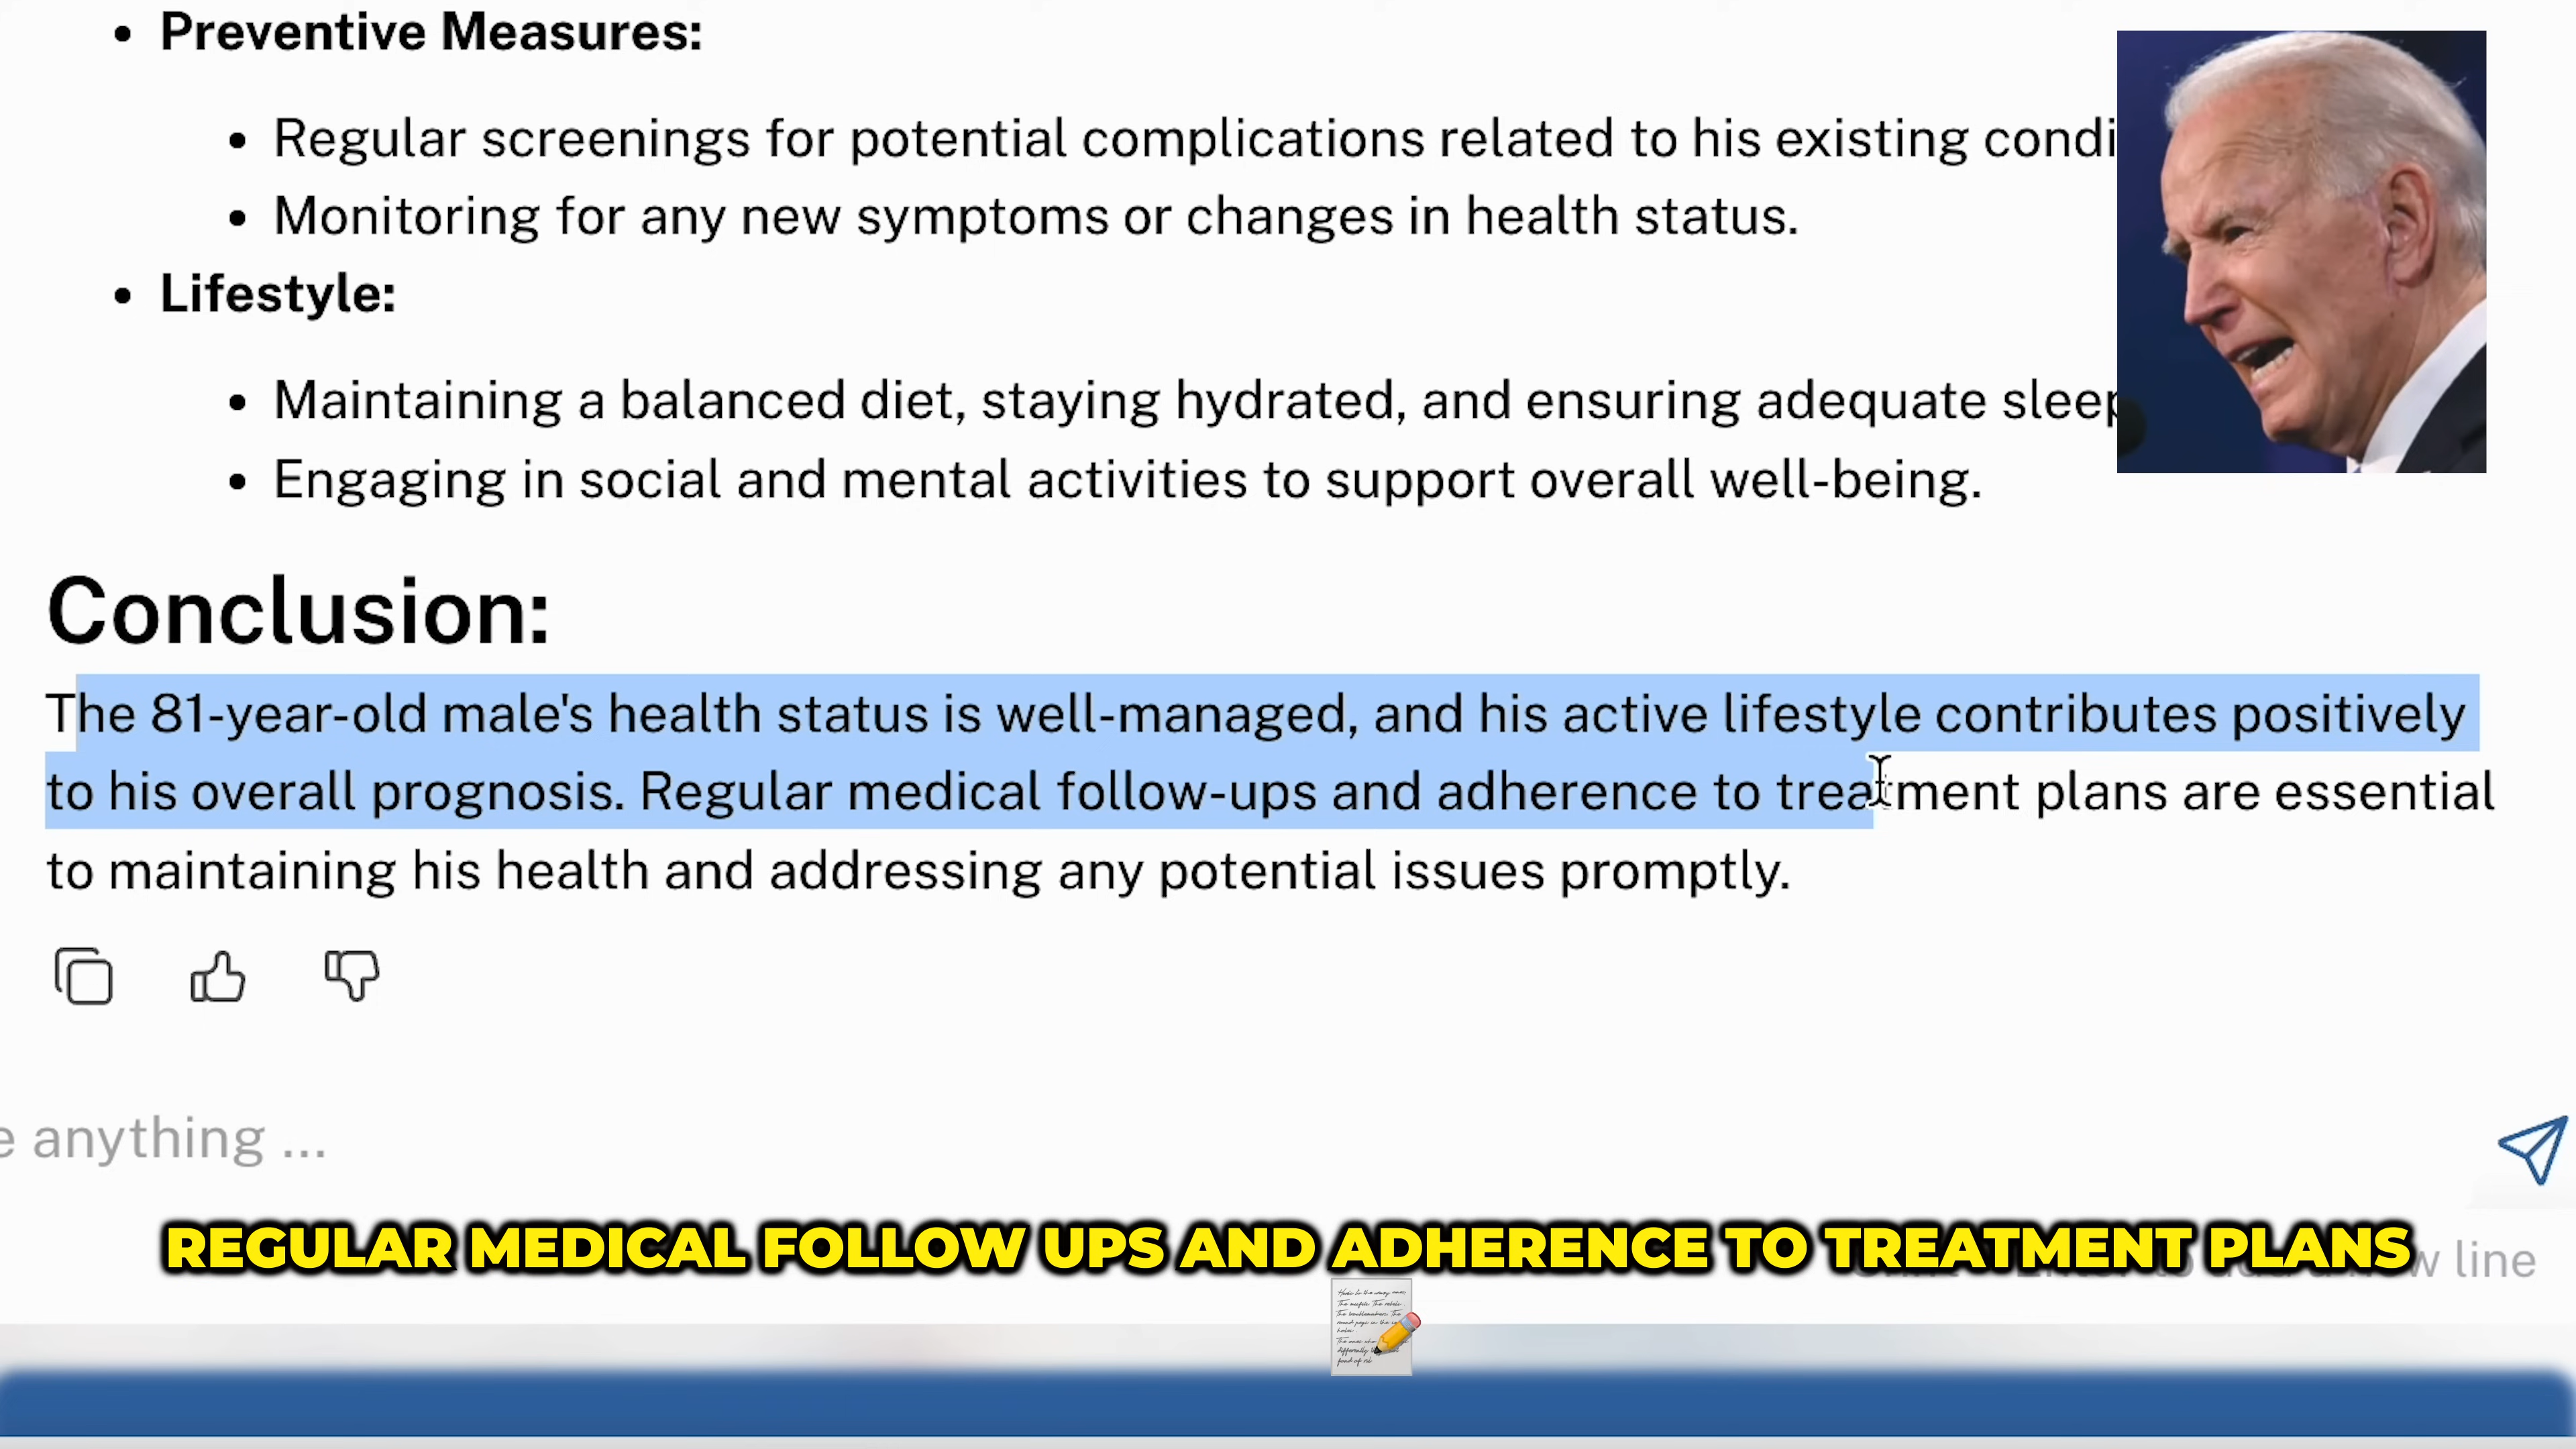 Preventive Measures:
Regular screenings for potential complications related to his existing condi
Monitoring for any new symptoms or changes in health status.
Lifestyle:
Maintaining a balanced diet, staying hydrated, and ensuring adequate sleep
Engaging in social and mental activities to support overall well-being.
Conclusion:
The 81-year-old male's health status is well-managed, and his active lifestyle contributes positively
to his overall prognosis. Regular medical follow-ups and adherence to treatment plans are essential
to maintaining his health and addressing any potential issues promptly.
e anything ...
REGULAR MEDICAL FOLLOW UPS AND ADHERENCE TO TREATMENT PLANS
line